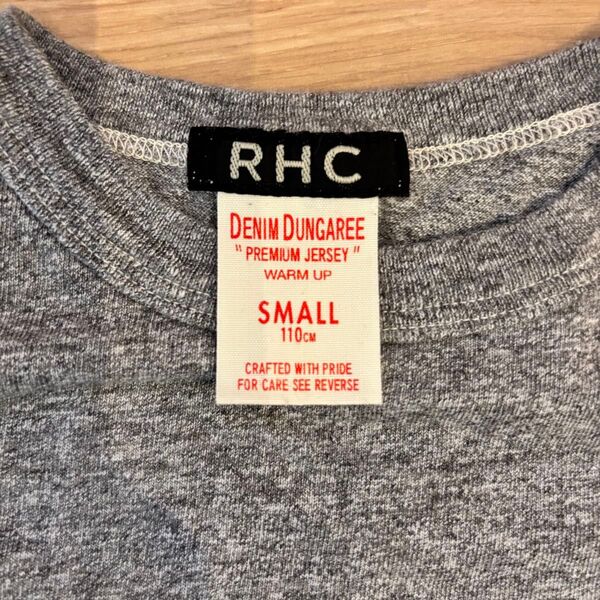 RHC
DENIM DUNGAREE
" PREMIUM JERSEY "
WARM UP
SMALL
110CM
CRAFTED WITH PRIDE
FOR CARE SEE REVERSE